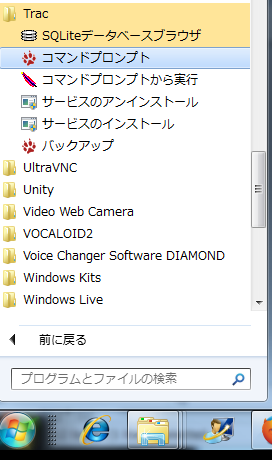 Trac
SQLiteデータベースブラウザ
コマンドプロンプト
コマンドプロンプトから実行
サービスのアンインストール
サービスのインストール
バックアップ
UltraVNC
Unity
Video Web Camera
VOCALOID2
Voice Changer Software DIAMOND
Windows Kits
Windows Live
前に戻る
プログラムとファイルの検索